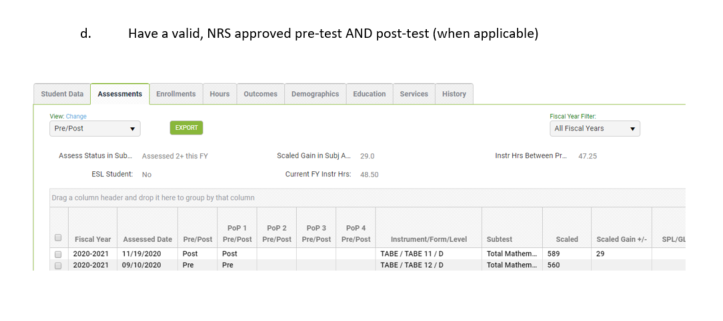 d. Have a valid, NRS approved pre-test AND post-test (when applicable)
Student Data Assessments Enrollments Hours Outcomes Demographics Education Services History
View: Change Fiscal Year Filter:
Pre/Post EXPORT All Fiscal Years
Assess Status in Sub... Assessed 2+ this FY Scaled Gain in Subj A... 29.0 Instr Hrs Between Pr... 47.25
ESL Student: No Current FY Instr Hrs: 48.50
Drag a column header and drop it here to group by that column
PoP 1 PoP 2 PoP 3 PoP 4
Fiscal Year Assessed Date Pre/Post Pre/Post Pre/Post Pre/Post Pre/Post Instrument/Form/Level Subtest Scaled Scaled Gain +/- SPL/GL
2020-2021 11/19/2020 Post Post TABE / TABE 11 / D Total Mathem... 589 29
2020-2021 09/10/2020 Pre Pre TABE / TABE 12 / D Total Mathem... 560